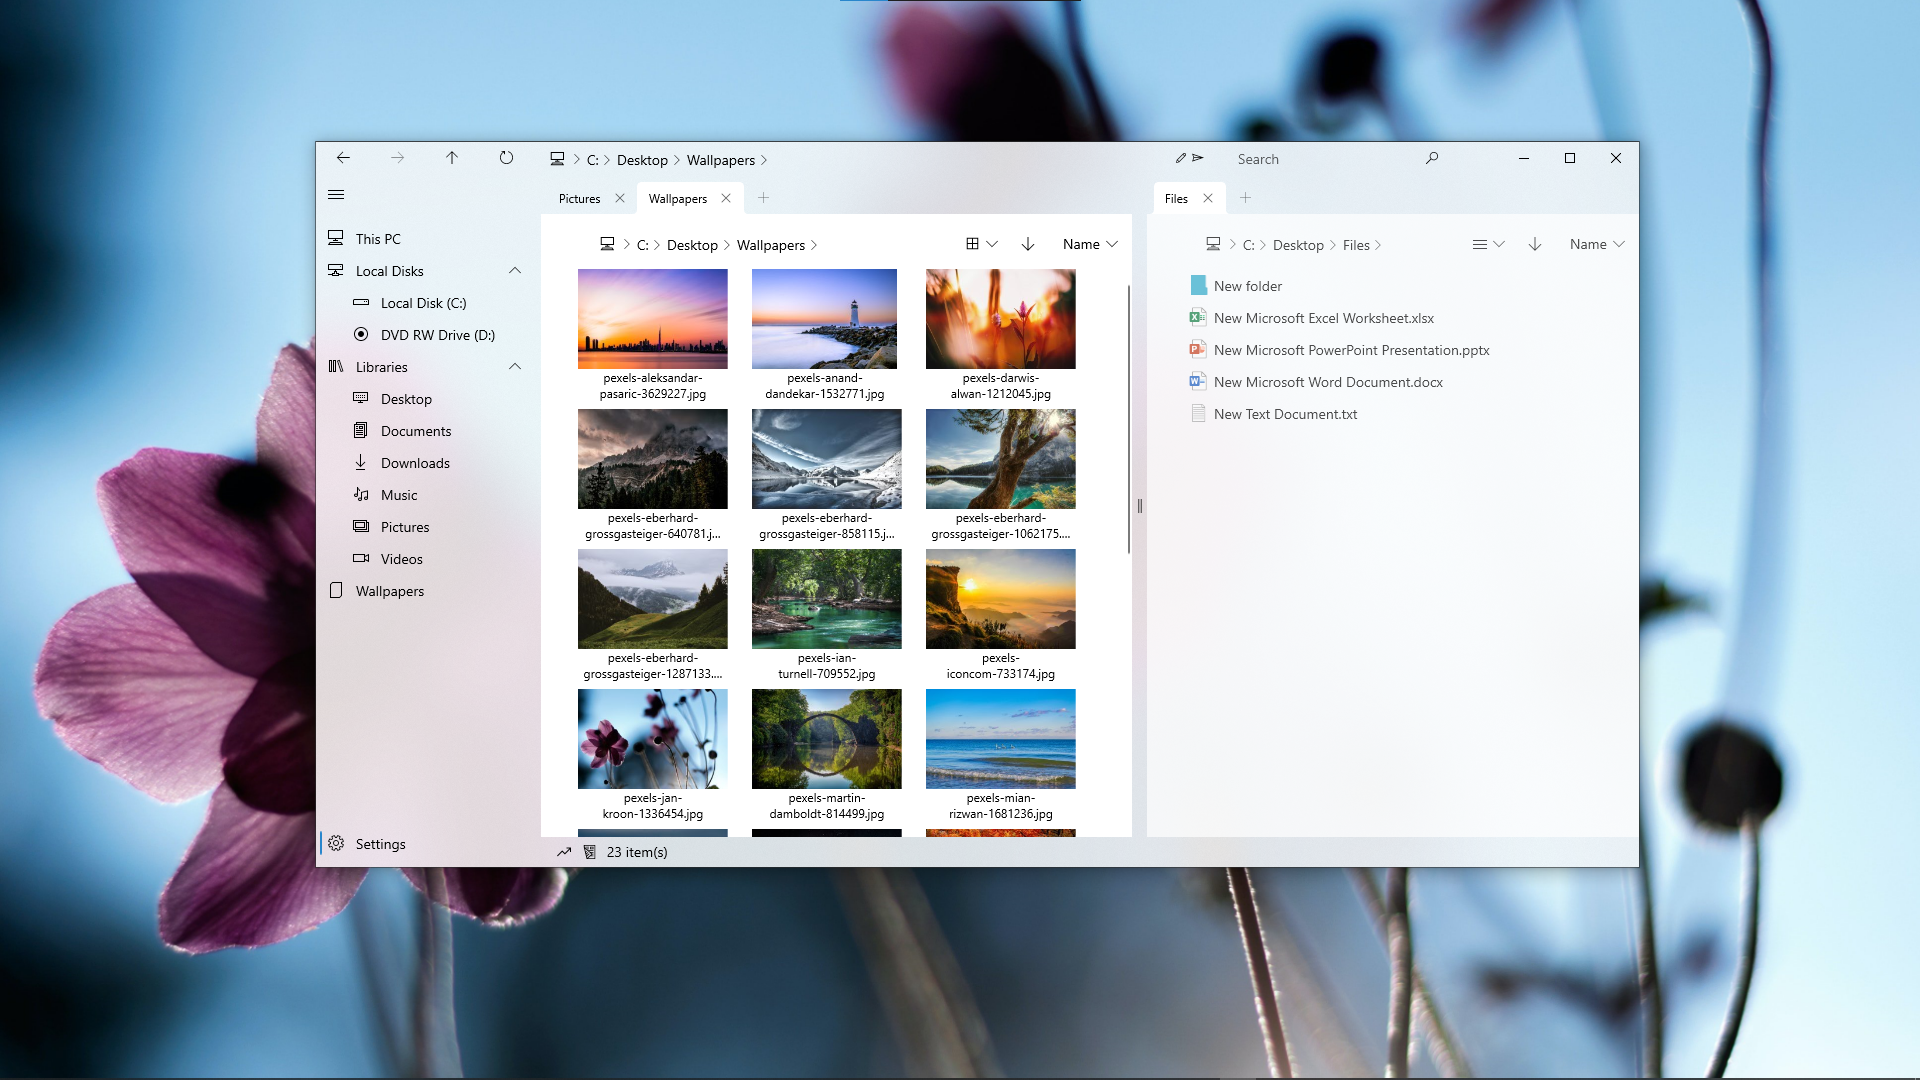 C: Desktop Wallpapers
Search
Pictures
Wallpapers
Files
This PC
Local Disks
Local Disk (C:)
DVD RW Drive (D:)
Libraries
Desktop
Documents
Downloads
Music
Pictures
Videos
Wallpapers
Settings
C: Desktop Wallpapers
Name
pexels-aleksandar-
pasaric-3629227.jpg
pexels-anand-
dandekar-1532771.jpg
pexels-darwis-
alwan-1212045.jpg
pexels-eberhard-
grossgasteiger-640781.j...
pexels-eberhard-
grossgasteiger-858115.j...
pexels-eberhard-
grossgasteiger-1062175....
pexels-eberhard-
grossgasteiger-1287133....
pexels-ian-
turnell-709552.jpg
pexels-
iconcom-733174.jpg
pexels-jan-
kroon-1336454.jpg
pexels-martin-
damboldt-814499.jpg
pexels-mian-
rizwan-1681236.jpg
23 item(s)
C: Desktop Files
Name
New folder
New Microsoft Excel Worksheet.xlsx
New Microsoft PowerPoint Presentation.pptx
New Microsoft Word Document.docx
New Text Document.txt